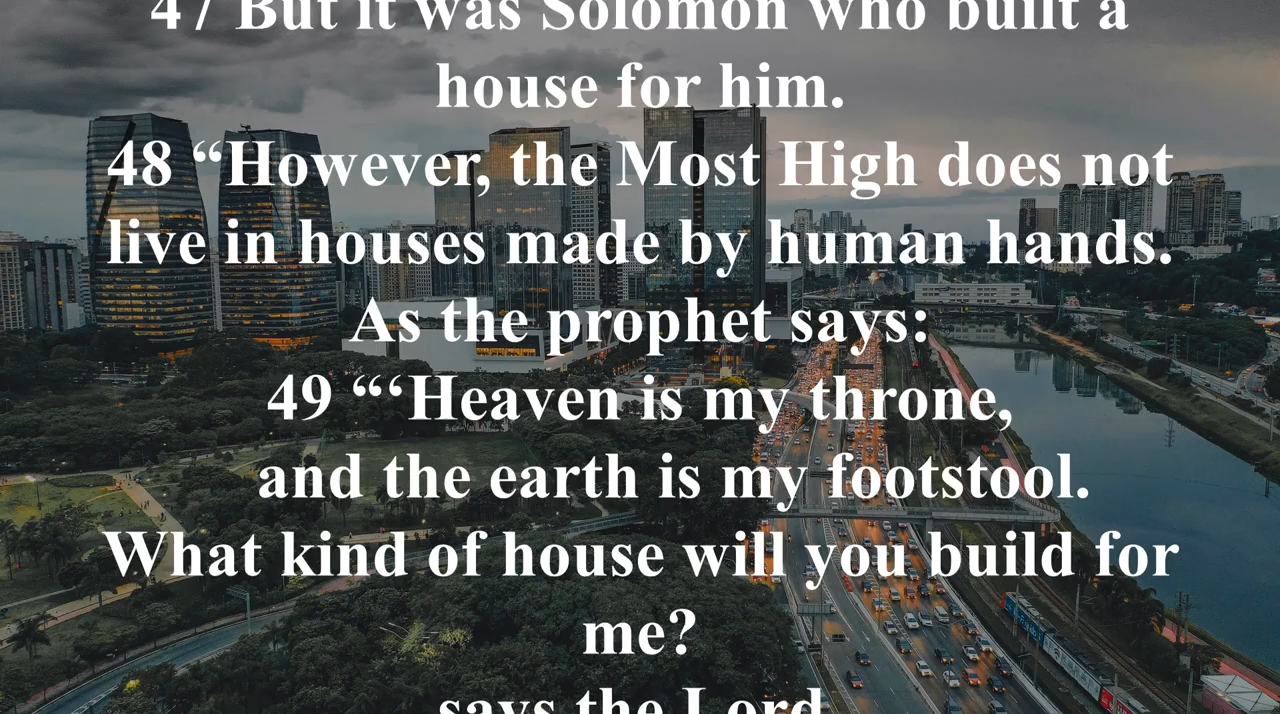 47 But it was Solomon who built a
house for him.
48 “However, the Most High does not
live in houses made by human hands.
As the prophet says:
49 “‘Heaven is my throne,
and the earth is my footstool.
What kind of house will you build for
me?
says the Lord